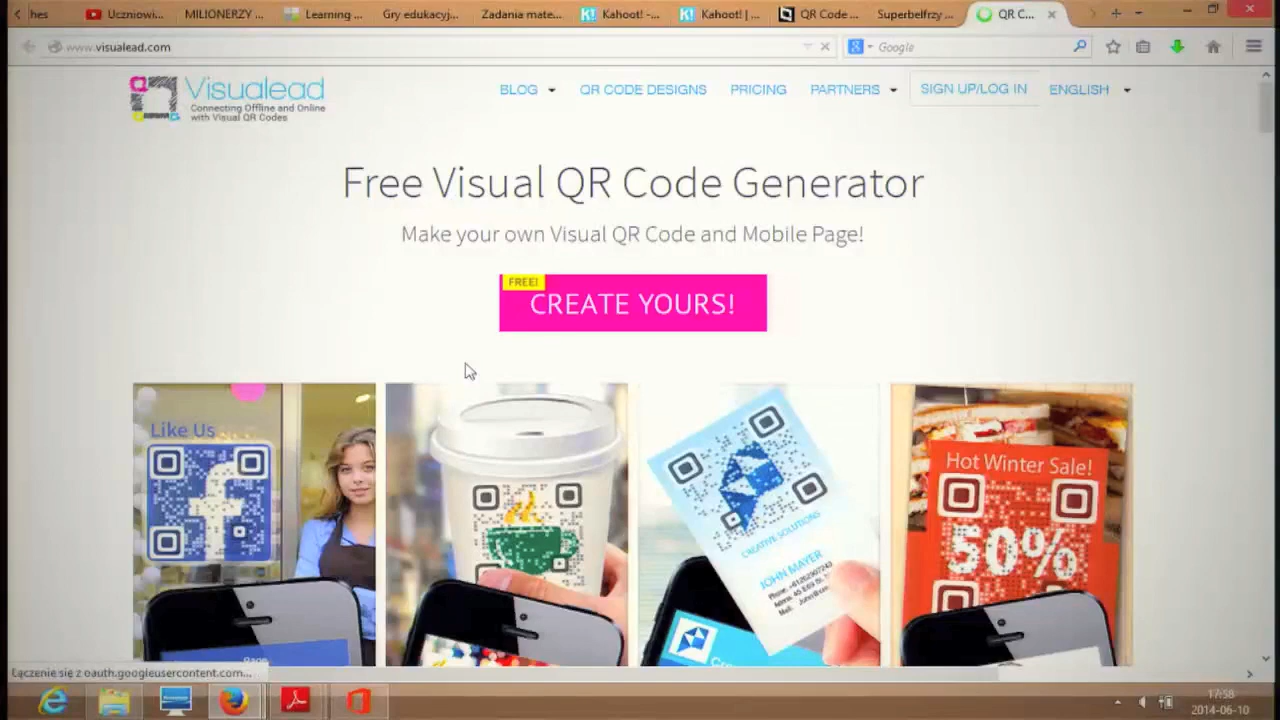 hes
Uczniowi...
MILIONERZY ...
Learning ...
Gry edukacyj...
Zadania mate...
Kahoot! -...
Kahoot! | ...
QR Code ...
Superbelfrzy ...
QR C...
www.visualead.com
Google
Visualead
Connecting Offline and Online
with Visual QR Codes
BLOG
QR CODE DESIGNS
PRICING
PARTNERS
SIGN UP/LOG IN
ENGLISH
Free Visual QR Code Generator
Make your own Visual QR Code and Mobile Page!
FREE!
CREATE YOURS!
Like Us
CREATIVE SOLUTIONS
JOHN MAYER
Hot Winter Sale!
50%
Page
Łączenie się z oauth.googleusercontent.com...
17:58
2014-06-10